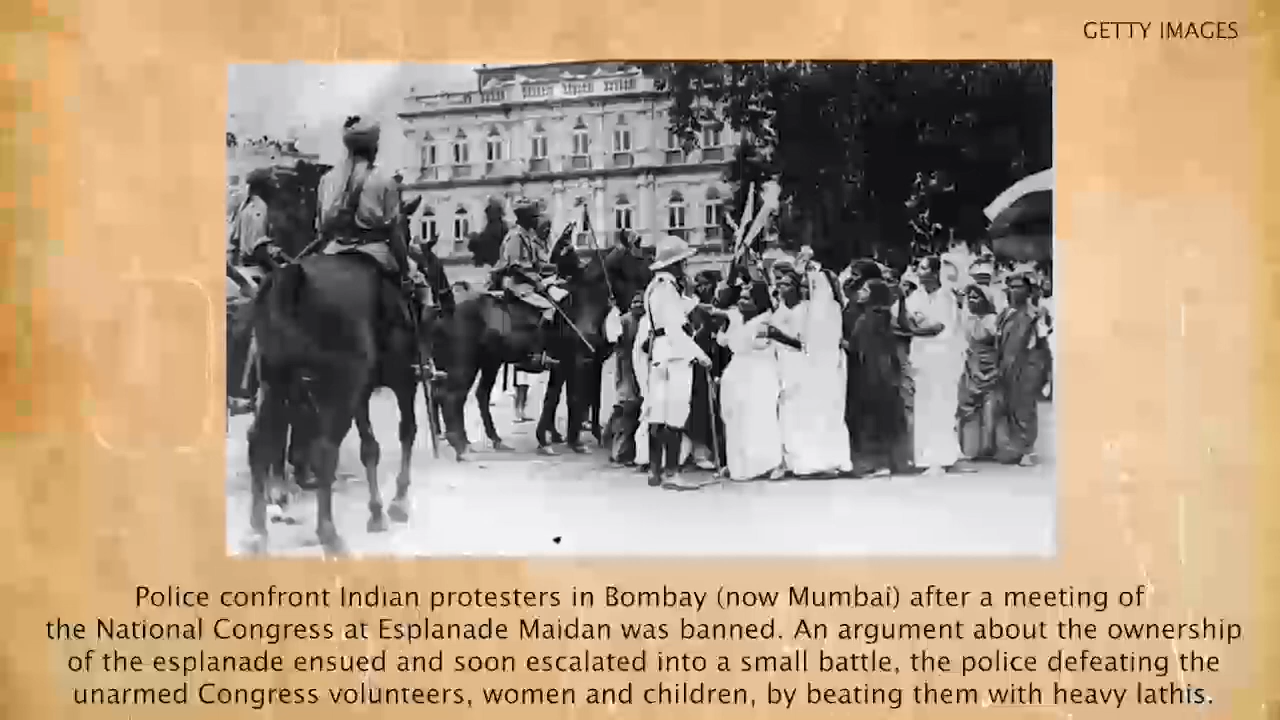 GETTY IMAGES
Police confront Indian protesters in Bombay (now Mumbai) after a meeting of
the National Congress at Esplanade Maidan was banned. An argument about the ownership
of the esplanade ensued and soon escalated into a small battle, the police defeating the
unarmed Congress volunteers, women and children, by beating them with heavy lathis.